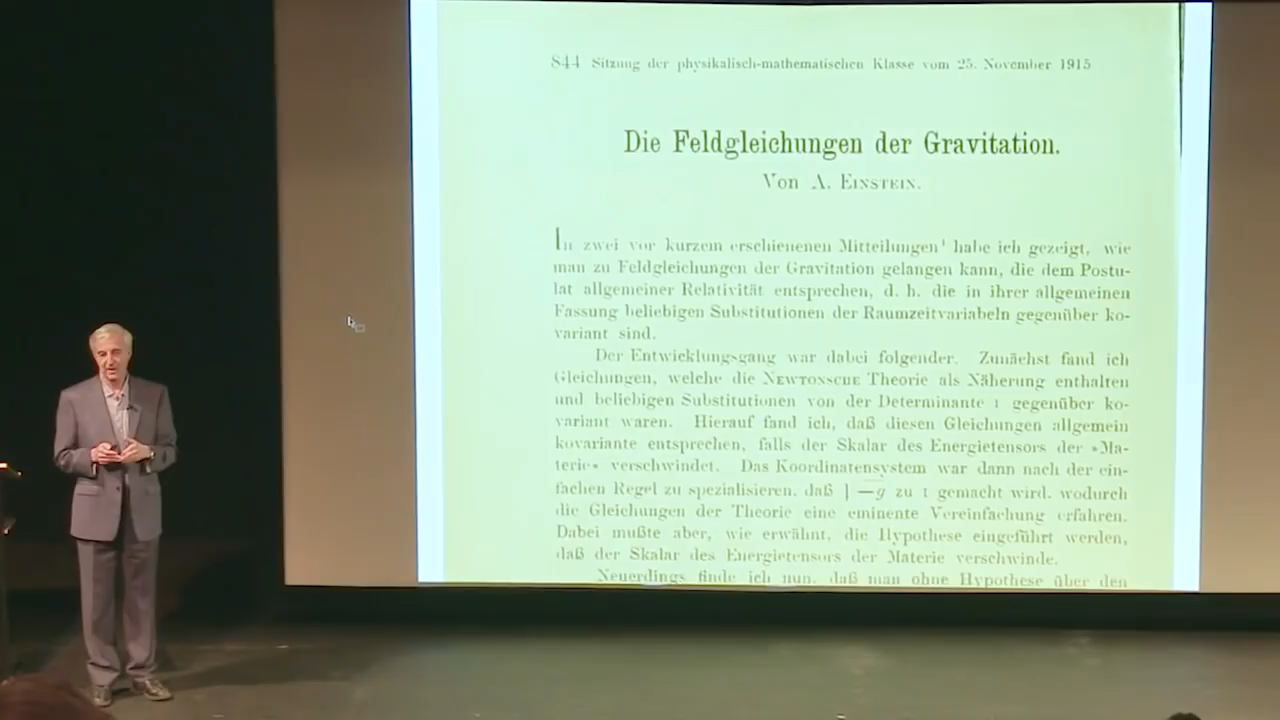 844 Sitzung der physikalisch-mathematischen Klasse vom 25. November 1915
Die Feldgleichungen der Gravitation.
Von A. Einstein.
In zwei vor kurzem erschienenen Mitteilungen¹ habe ich gezeigt, wie
man zu Feldgleichungen der Gravitation gelangen kann, die dem Postu-
lat allgemeiner Relativität entsprechen, d. h. die in ihrer allgemeinen
Fassung beliebigen Substitutionen der Raumzeitvariabeln gegenüber ko-
variant sind.
Der Entwicklungsgang war dabei folgender. Zunächst fand ich
Gleichungen, welche die Newtonsche Theorie als Näherung enthalten
und beliebigen Substitutionen von der Determinante 1 gegenüber ko-
variant waren. Hierauf fand ich, daß diesen Gleichungen allgemein
kovariante entsprechen, falls der Skalar des Energietensors der »Ma-
terie« verschwindet. Das Koordinatensystem war dann nach der ein-
fachen Regel zu spezialisieren, daß √−g zu 1 gemacht wird, wodurch
die Gleichungen der Theorie eine eminente Vereinfachung erfahren.
Dabei mußte aber, wie erwähnt, die Hypothese eingeführt werden,
daß der Skalar des Energietensors der Materie verschwinde.
Neuerdings finde ich nun, daß man ohne Hypothese über den